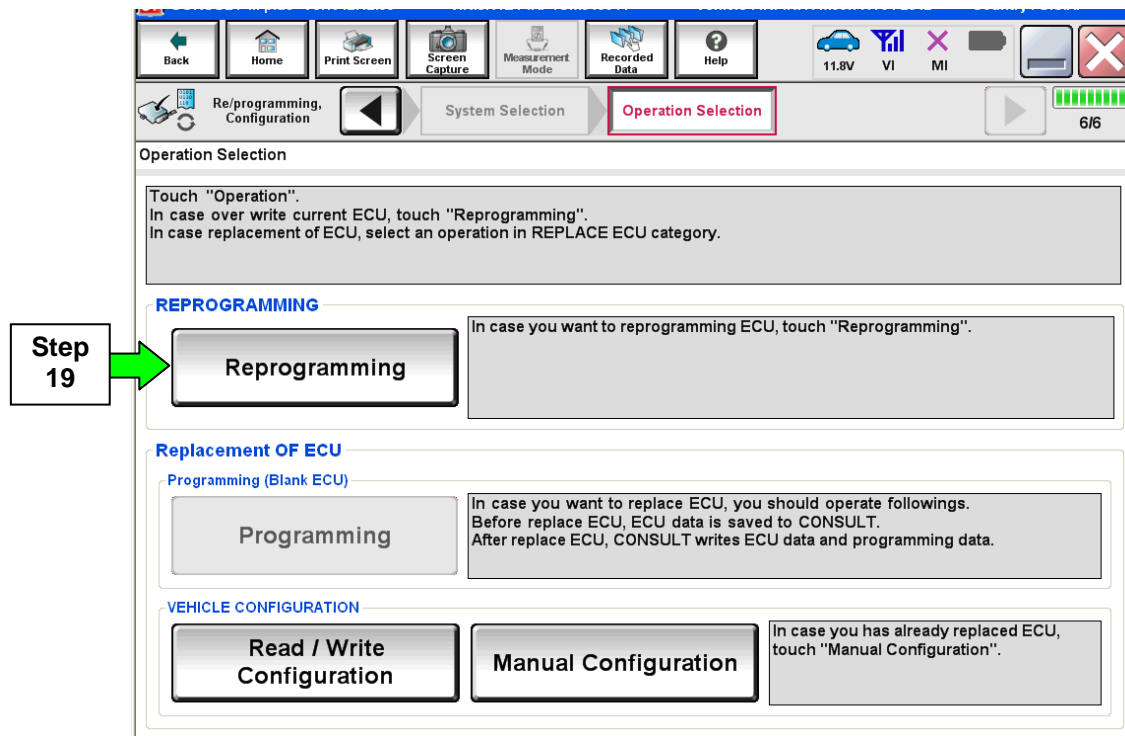 Back
Home
Print Screen
Screen
Capture
Measurement
Mode
Recorded
Data
Help
11.8V
VI
MI
Re/programming,
Configuration
System Selection
Operation Selection
6/6
Operation Selection
Touch "Operation".
In case over write current ECU, touch "Reprogramming".
In case replacement of ECU, select an operation in REPLACE ECU category.
REPROGRAMMING
Step
19
Reprogramming
In case you want to reprogramming ECU, touch "Reprogramming".
Replacement OF ECU
Programming (Blank ECU)
Programming
In case you want to replace ECU, you should operate followings.
Before replace ECU, ECU data is saved to CONSULT.
After replace ECU, CONSULT writes ECU data and programming data.
VEHICLE CONFIGURATION
Read / Write
Configuration
Manual Configuration
In case you has already replaced ECU,
touch "Manual Configuration".